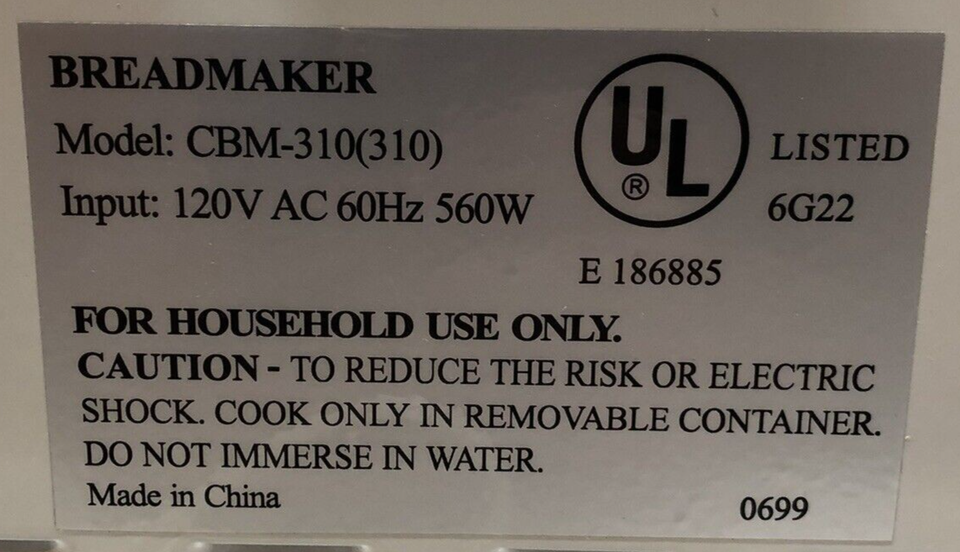 BREADMAKER
Model: CBM-310(310)
Input: 120V AC 60Hz 560W
UL
®
LISTED
6G22
E 186885
FOR HOUSEHOLD USE ONLY.
CAUTION - TO REDUCE THE RISK OR ELECTRIC
SHOCK. COOK ONLY IN REMOVABLE CONTAINER.
DO NOT IMMERSE IN WATER.
Made in China
0699